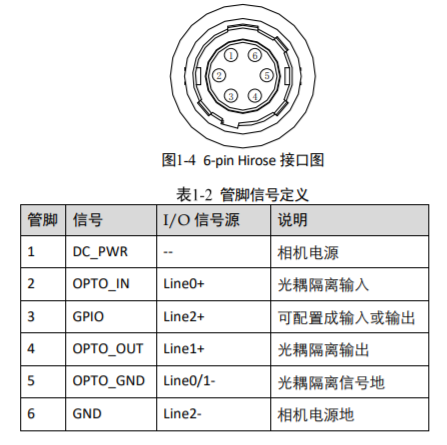 1 6
2 5
3 4
图1-4 6-pin Hirose 接口图
表1-2 管脚信号定义
管脚 信号 I/O 信号源 说明
1 DC_PWR -- 相机电源
2 OPTO_IN Line0+ 光耦隔离输入
3 GPIO Line2+ 可配置成输入或输出
4 OPTO_OUT Line1+ 光耦隔离输出
5 OPTO_GND Line0/1- 光耦隔离信号地
6 GND Line2- 相机电源地